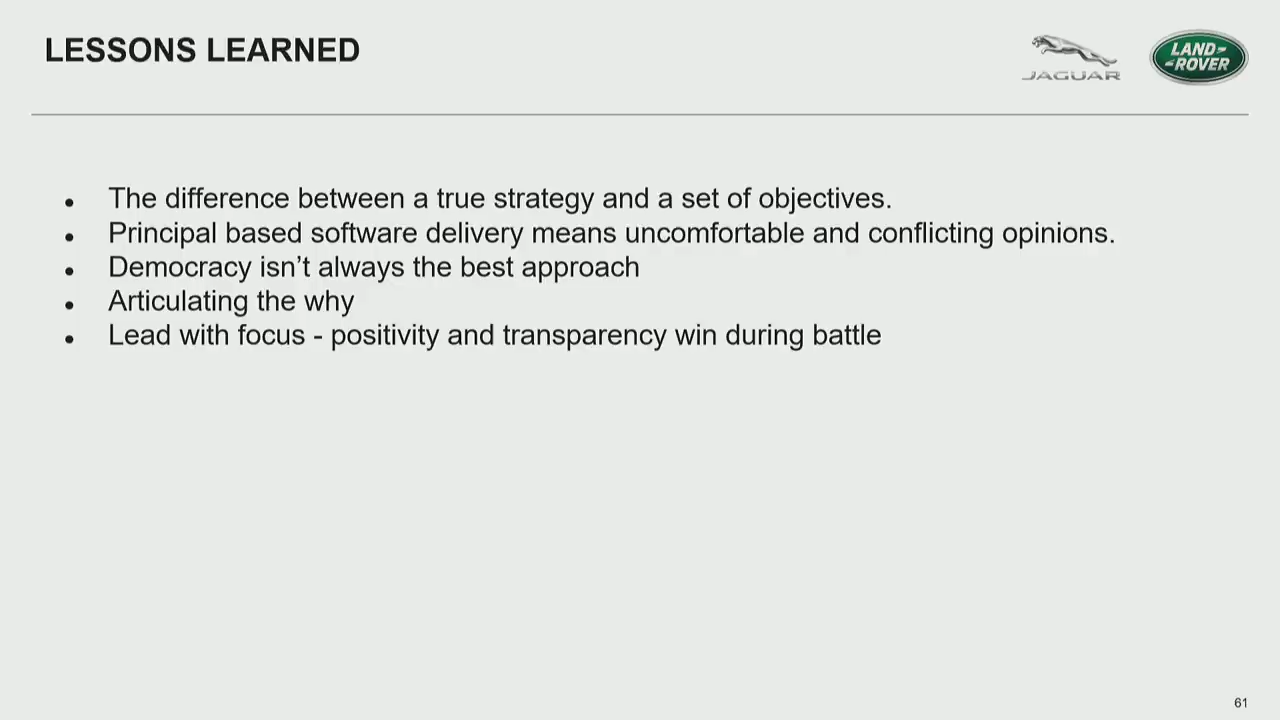 LESSONS LEARNED
JAGUAR
LAND-
-ROVER
● The difference between a true strategy and a set of objectives.
● Principal based software delivery means uncomfortable and conflicting opinions.
● Democracy isn’t always the best approach
● Articulating the why
● Lead with focus - positivity and transparency win during battle
61